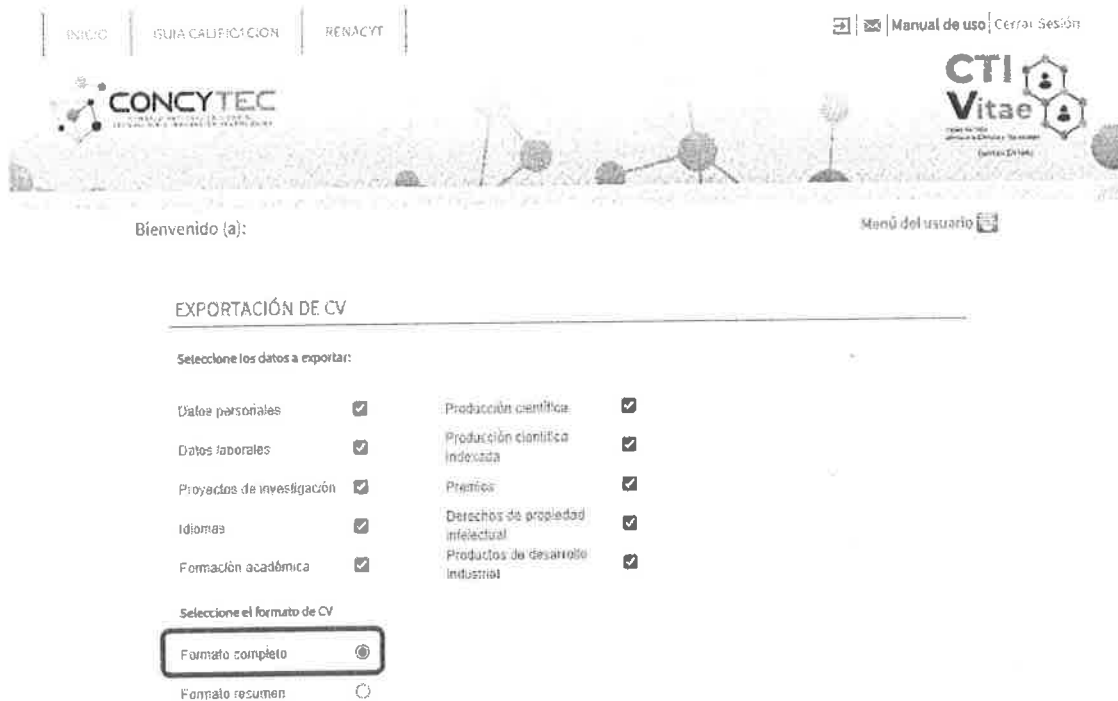 INICIO
GUIA CALIFICACION
RENACYT
Manual de uso
Cerrar Sesión
CONCYTEC
CTI
Vitae
Bienvenido (a):
Menú del usuario
EXPORTACIÓN DE CV
Seleccione los datos a exportar:
Datos personales
Producción científica
Datos laborales
Producción científica
indexada
Proyectos de investigación
Premios
Idiomas
Derechos de propiedad
intelectual
Formación académica
Productos de desarrollo
industrial
Seleccione el formato de CV
Formato completo
Formato resumen